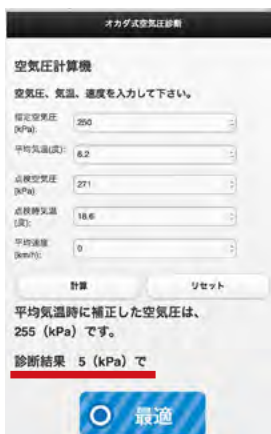 オカダ式空気圧診断
空気圧計算機
空気圧、気温、速度を入力して下さい。
指定空気圧
(kPa): 250
平均気温(度): 6.2
点検空気圧
(kPa): 271
点検時気温
(度): 18.6
平均速度
(km/h): 0
計算 リセット
平均気温時に補正した空気圧は、
255（kPa）です。
診断結果 5（kPa）で
最適